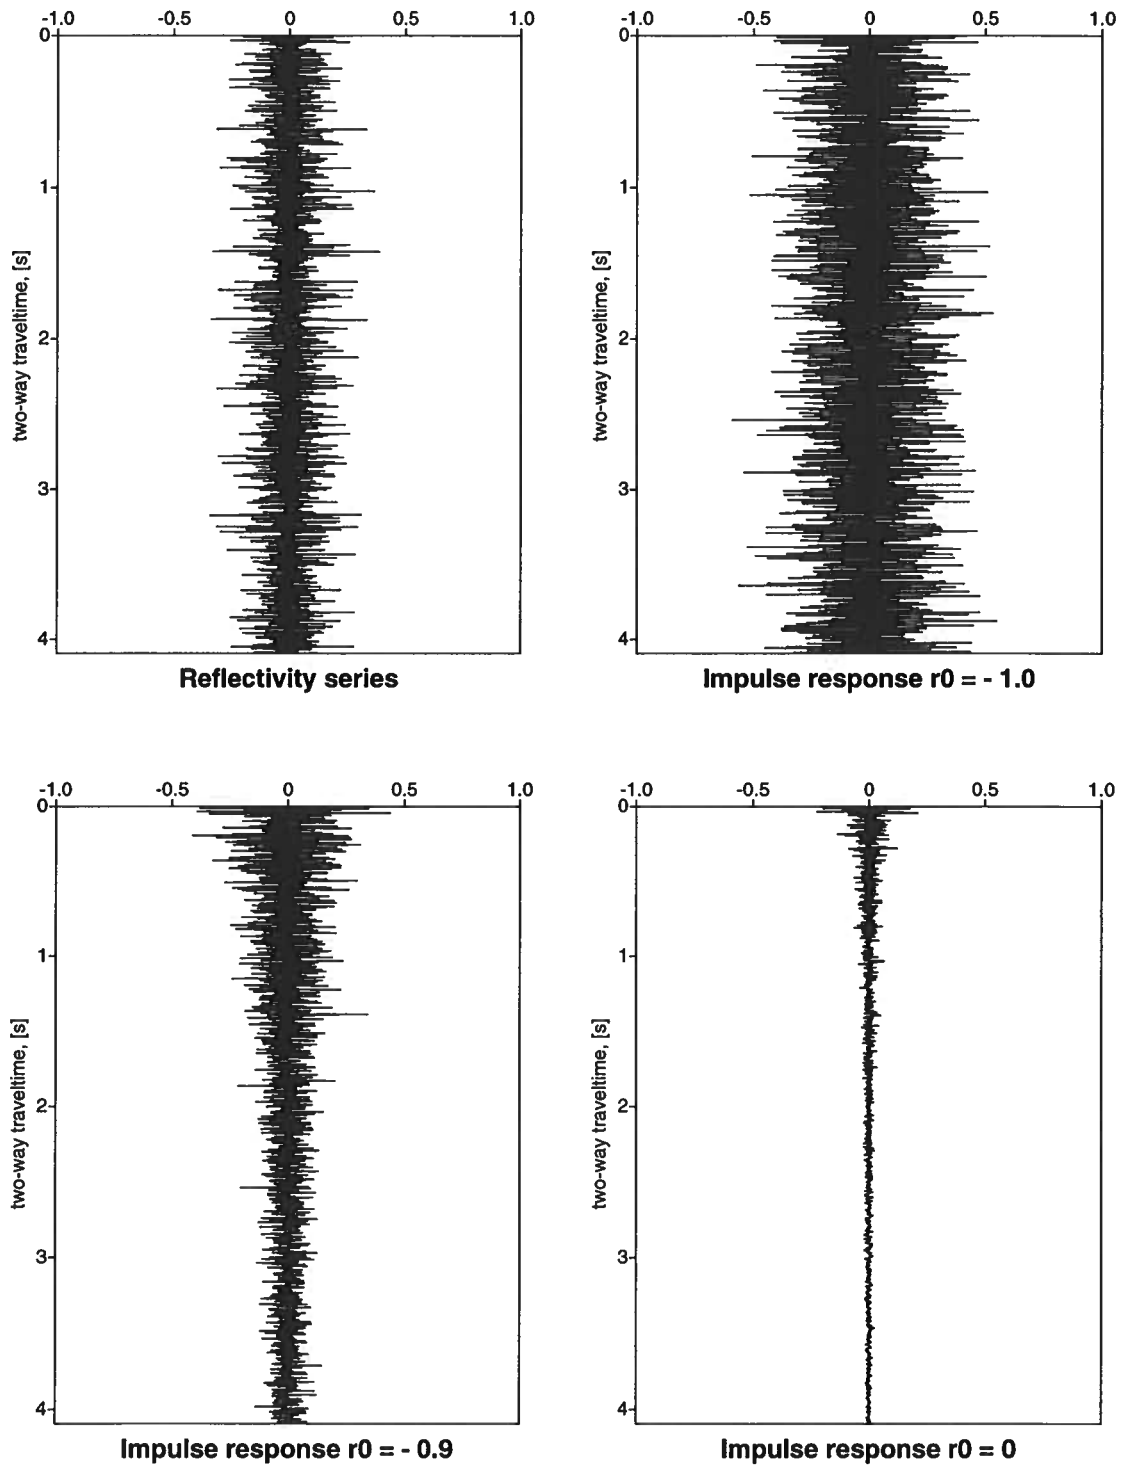 -1.0 -0.5 0 0.5 1.0
0
1
2
3
4
two-way traveltime, [s]
Reflectivity series
-1.0 -0.5 0 0.5 1.0
0
1
2
3
4
two-way traveltime, [s]
Impulse response r0 = - 1.0
-1.0 -0.5 0 0.5 1.0
0
1
2
3
4
two-way traveltime, [s]
Impulse response r0 = - 0.9
-1.0 -0.5 0 0.5 1.0
0
1
2
3
4
two-way traveltime, [s]
Impulse response r0 = 0